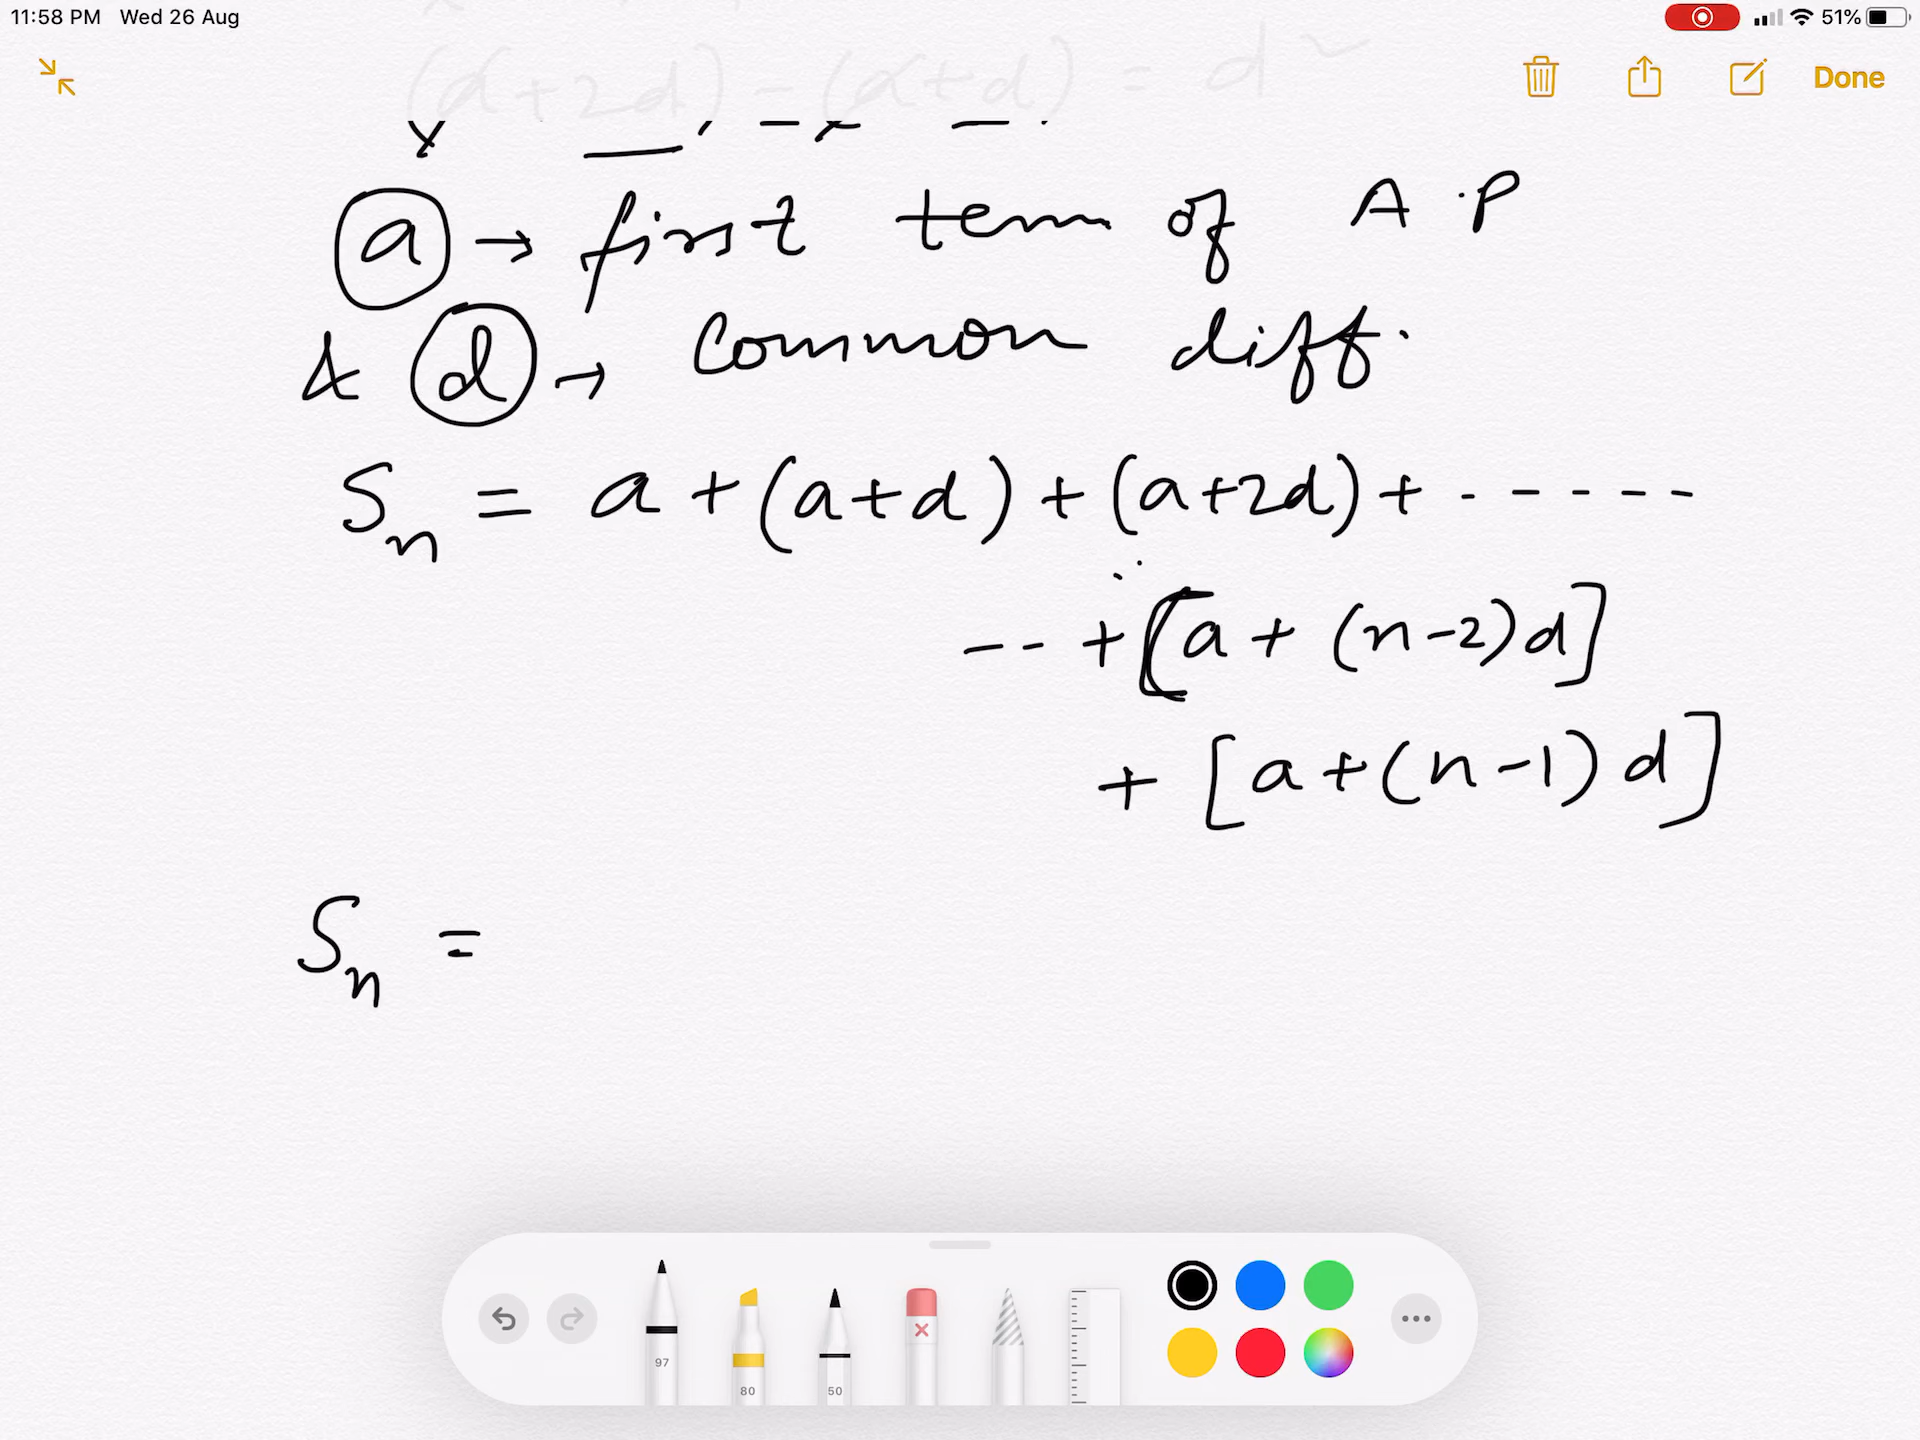 11:58 PM Wed 26 Aug 51%
(a+2d) - (a+d) = d
Done
a → first term of A.P
& d → Common diff.
Sn = a + (a+d) + (a+2d) + - - - - -
-- + [a + (n-2)d]
+ [a+(n-1)d]
Sn =
97 80 50